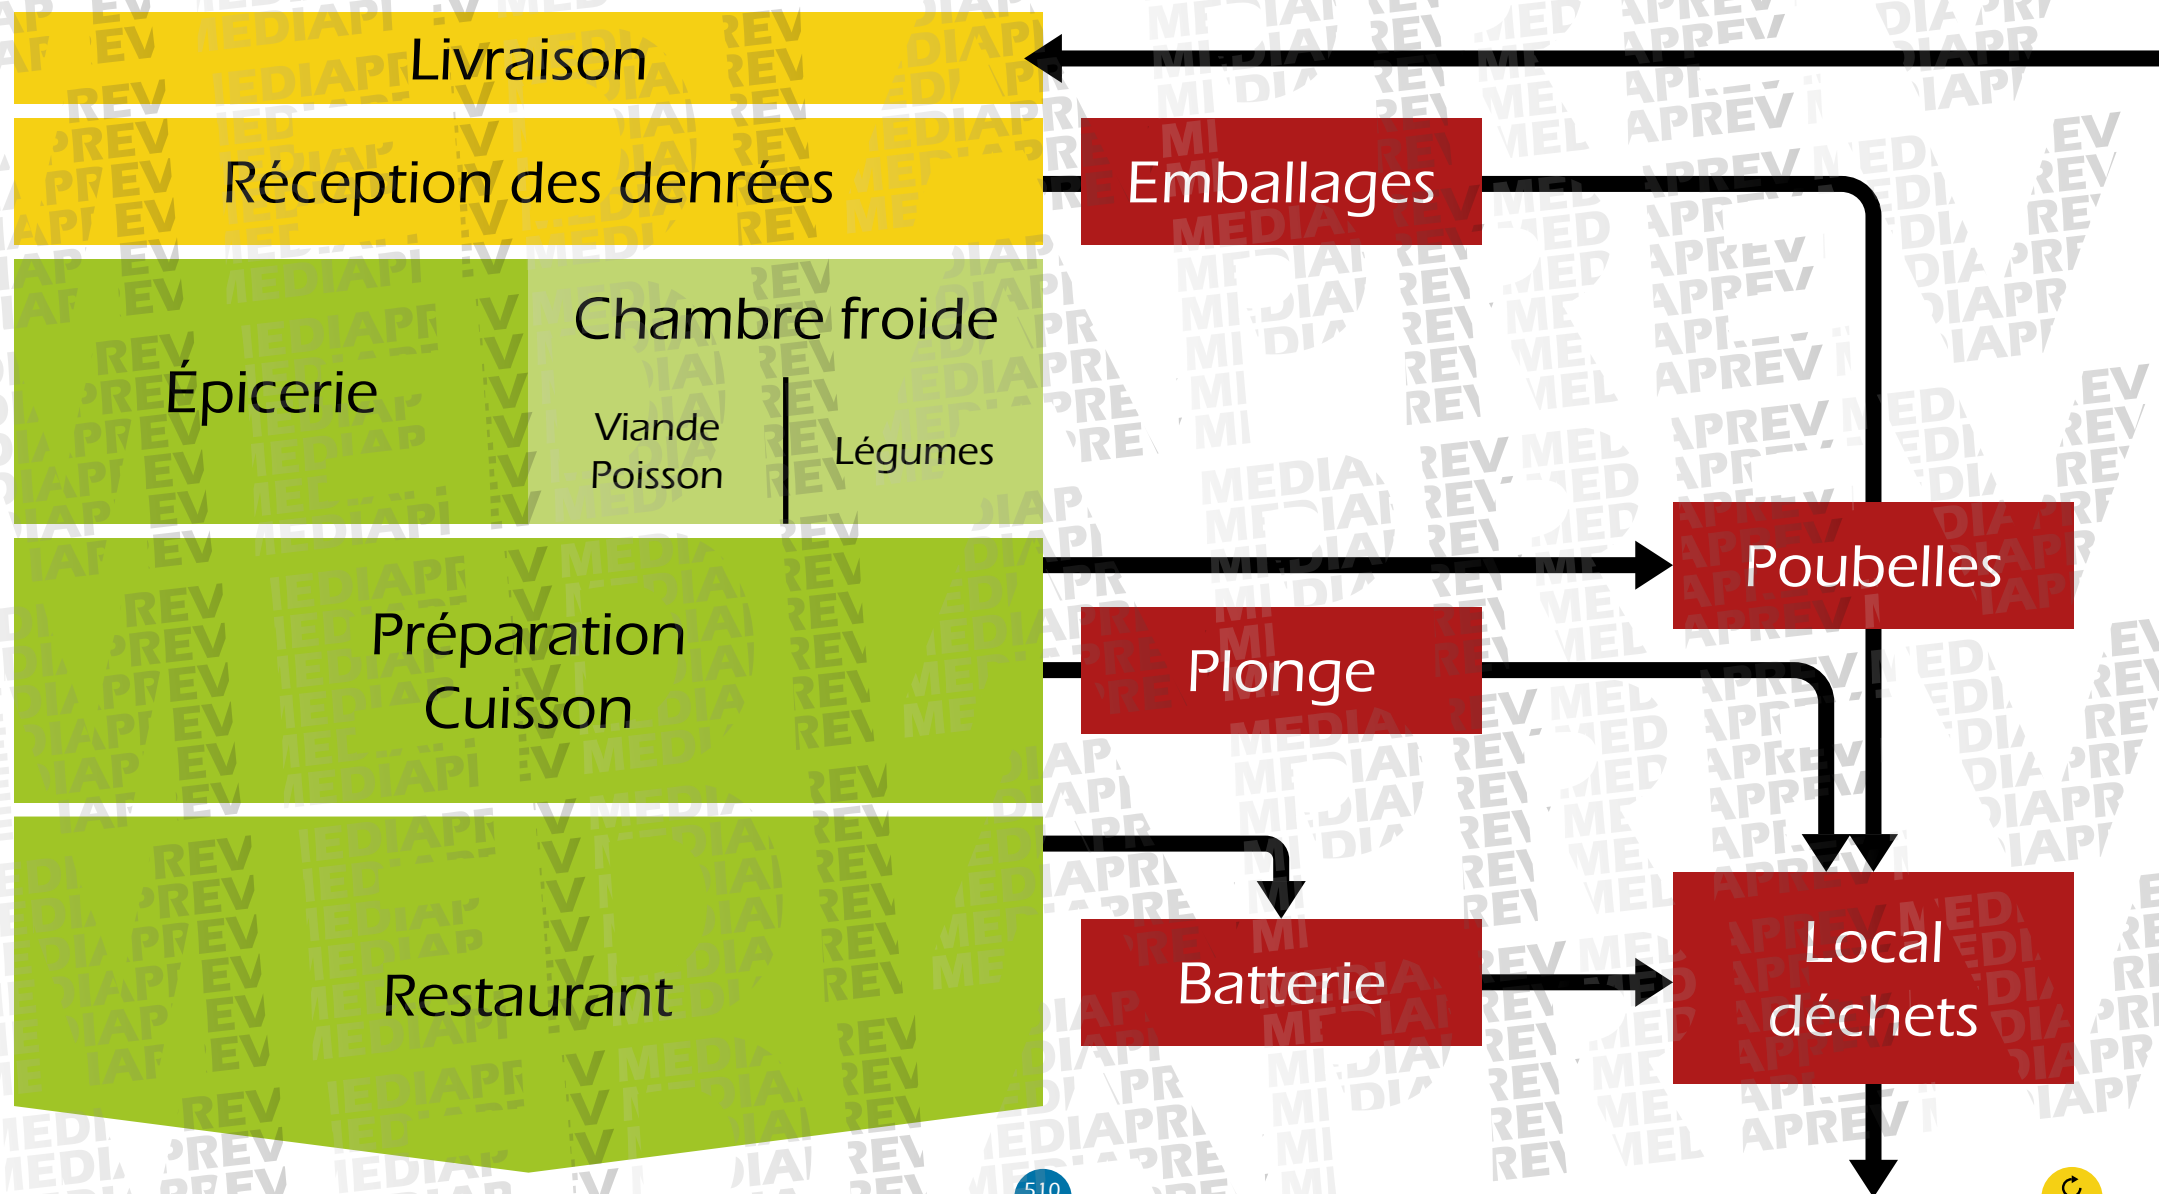 Livraison
Réception des denrées
Emballages
Épicerie
Chambre froide
Viande
Poisson
Légumes
Poubelles
Préparation
Cuisson
Plonge
Restaurant
Batterie
Local
déchets
510